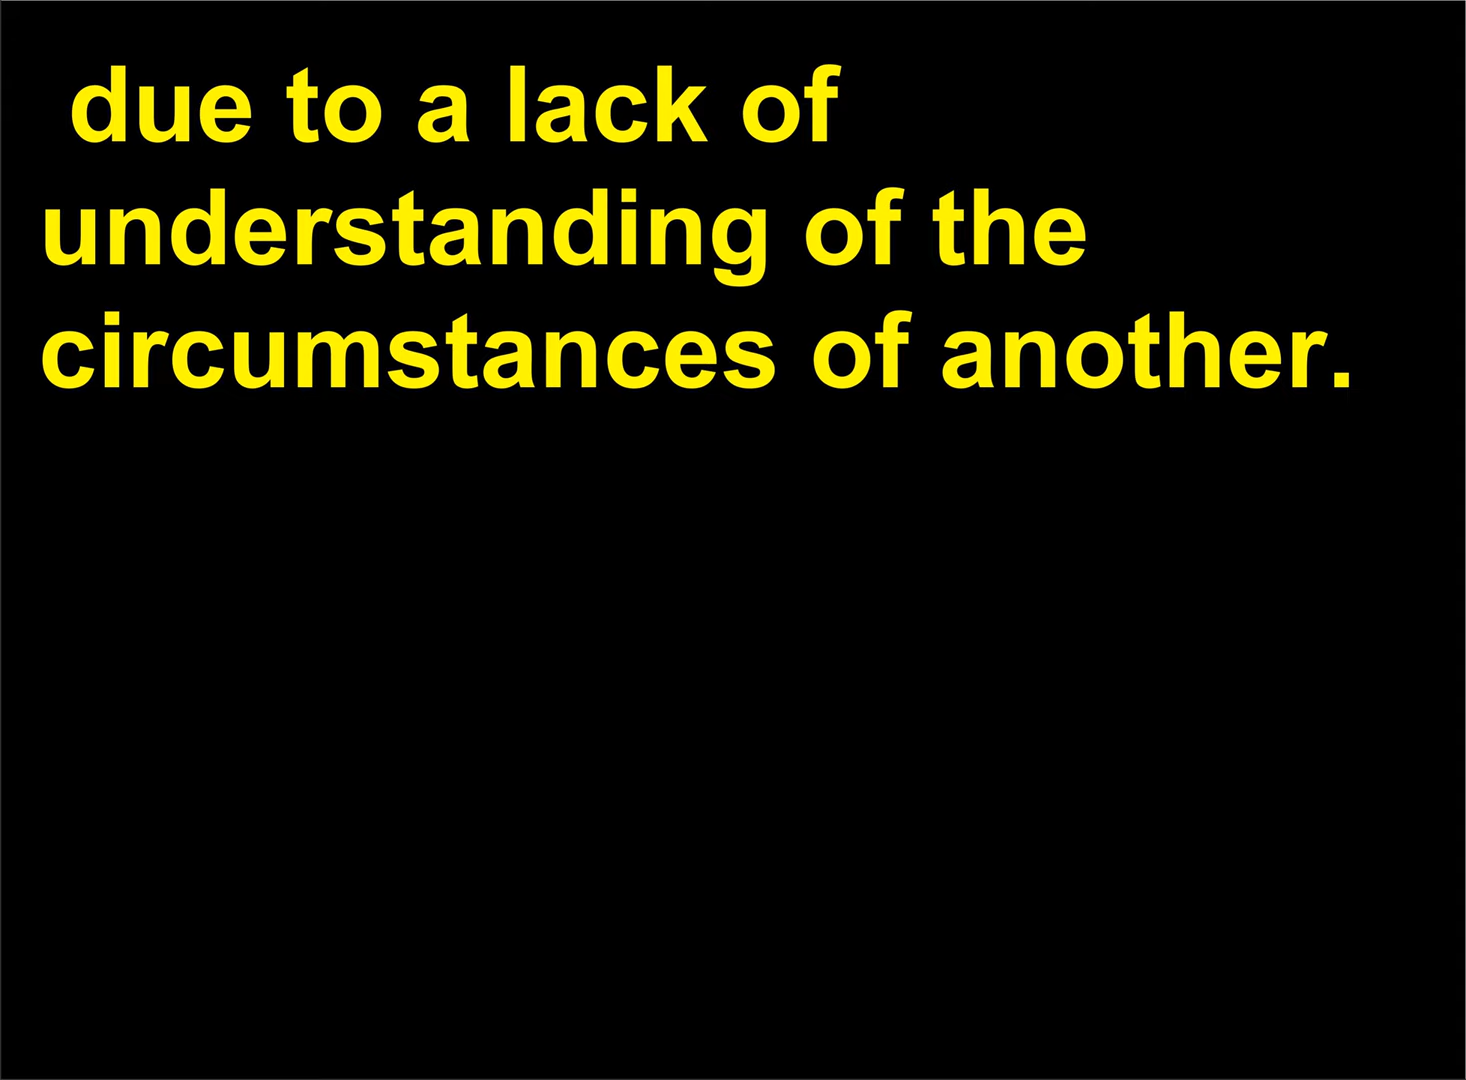 due to a lack of
understanding of the
circumstances of another.